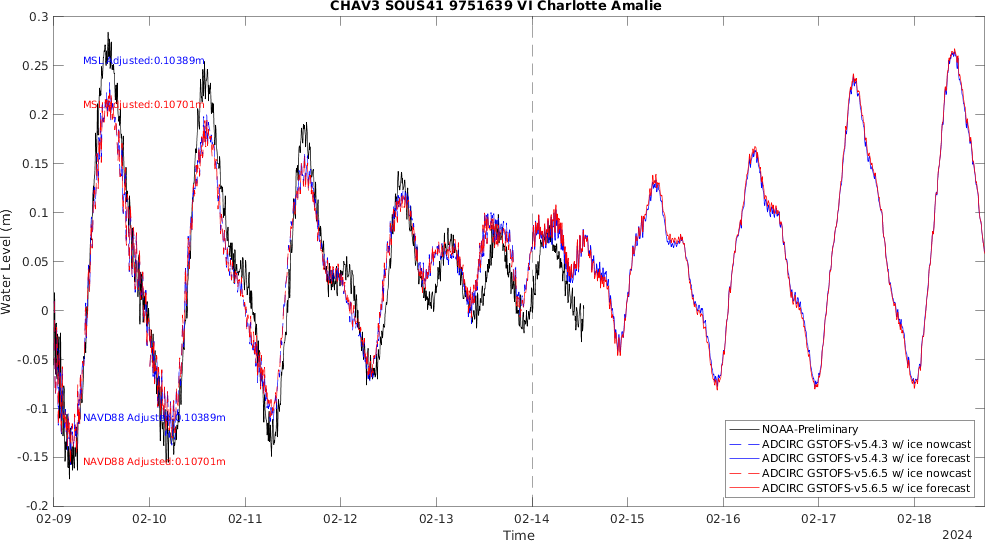 CHAV3 SOUS41 9751639 VI Charlotte Amalie
0.3
0.25
0.2
0.15
0.1
0.05
0
-0.05
-0.1
-0.15
-0.2
Water Level (m)
MSL Adjusted:0.10389m
MSL Adjusted:0.10701m
NAVD88 Adjusted:0.10389m
NAVD88 Adjusted:0.10701m
NOAA-Preliminary
ADCIRC GSTOFS-v5.4.3 w/ ice nowcast
ADCIRC GSTOFS-v5.4.3 w/ ice forecast
ADCIRC GSTOFS-v5.6.5 w/ ice nowcast
ADCIRC GSTOFS-v5.6.5 w/ ice forecast
02-09 02-10 02-11 02-12 02-13 02-14 02-15 02-16 02-17 02-18
Time
2024